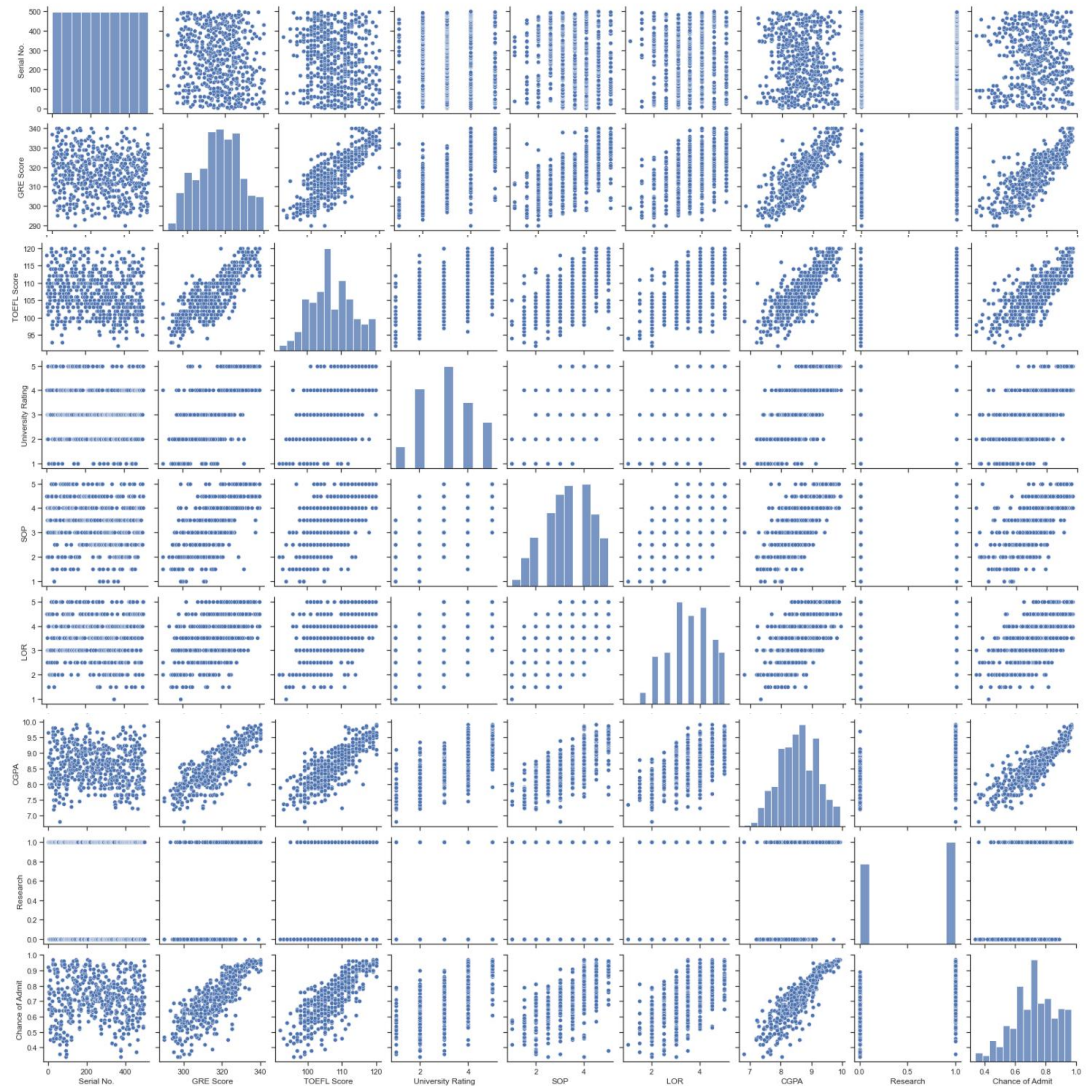 500
400
300
200
100
0
Serial No.
340
330
320
310
300
290
GRE Score
120
115
110
105
100
95
TOEFL Score
5
4
3
2
1
University Rating
5
4
3
2
1
SOP
5
4
3
2
1
LOR
10.0
9.5
9.0
8.5
8.0
7.5
7.0
CGPA
1.0
0.8
0.6
0.4
0.2
0.0
Research
1.0
0.9
0.8
0.7
0.6
0.5
0.4
Chance of Admit
0 200 400
Serial No.
300 320 340
GRE Score
100 110 120
TOEFL Score
2 4
University Rating
2 4
SOP
2 4
LOR
7 8 9 10
CGPA
0.0 0.5 1.0
Research
0.4 0.6 0.8 1.0
Chance of Admit